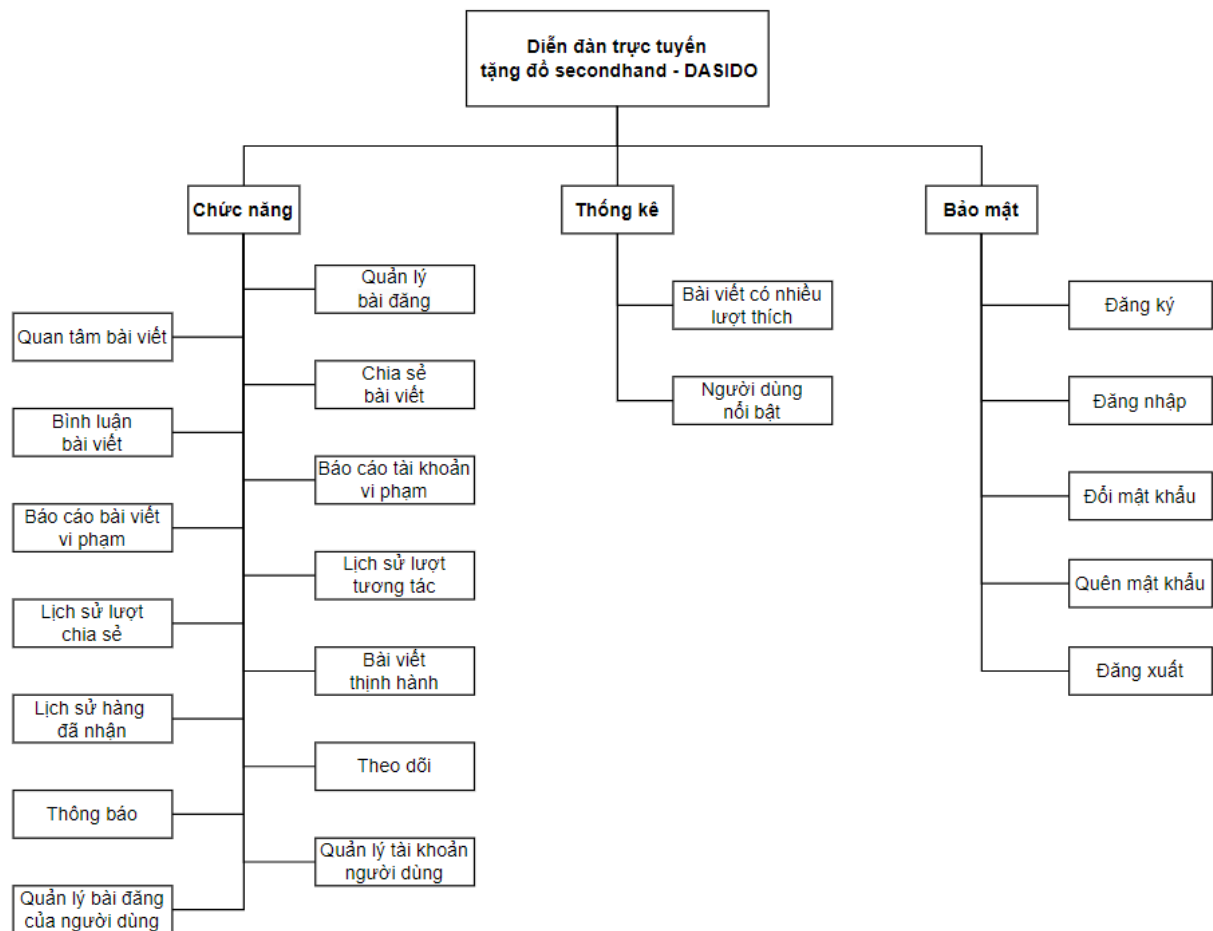 Diễn đàn trực tuyến
tặng đồ secondhand - DASIDO
Chức năng
Thống kê
Bảo mật
Quản lý
bài đăng
Quan tâm bài viết
Chia sẻ
bài viết
Bình luận
bài viết
Báo cáo tài khoản
vi phạm
Báo cáo bài viết
vi phạm
Lịch sử lượt
tương tác
Lịch sử lượt
chia sẻ
Bài viết
thịnh hành
Lịch sử hàng
đã nhận
Theo dõi
Thông báo
Quản lý tài khoản
người dùng
Quản lý bài đăng
của người dùng
Bài viết có nhiều
lượt thích
Người dùng
nổi bật
Đăng ký
Đăng nhập
Đổi mật khẩu
Quên mật khẩu
Đăng xuất